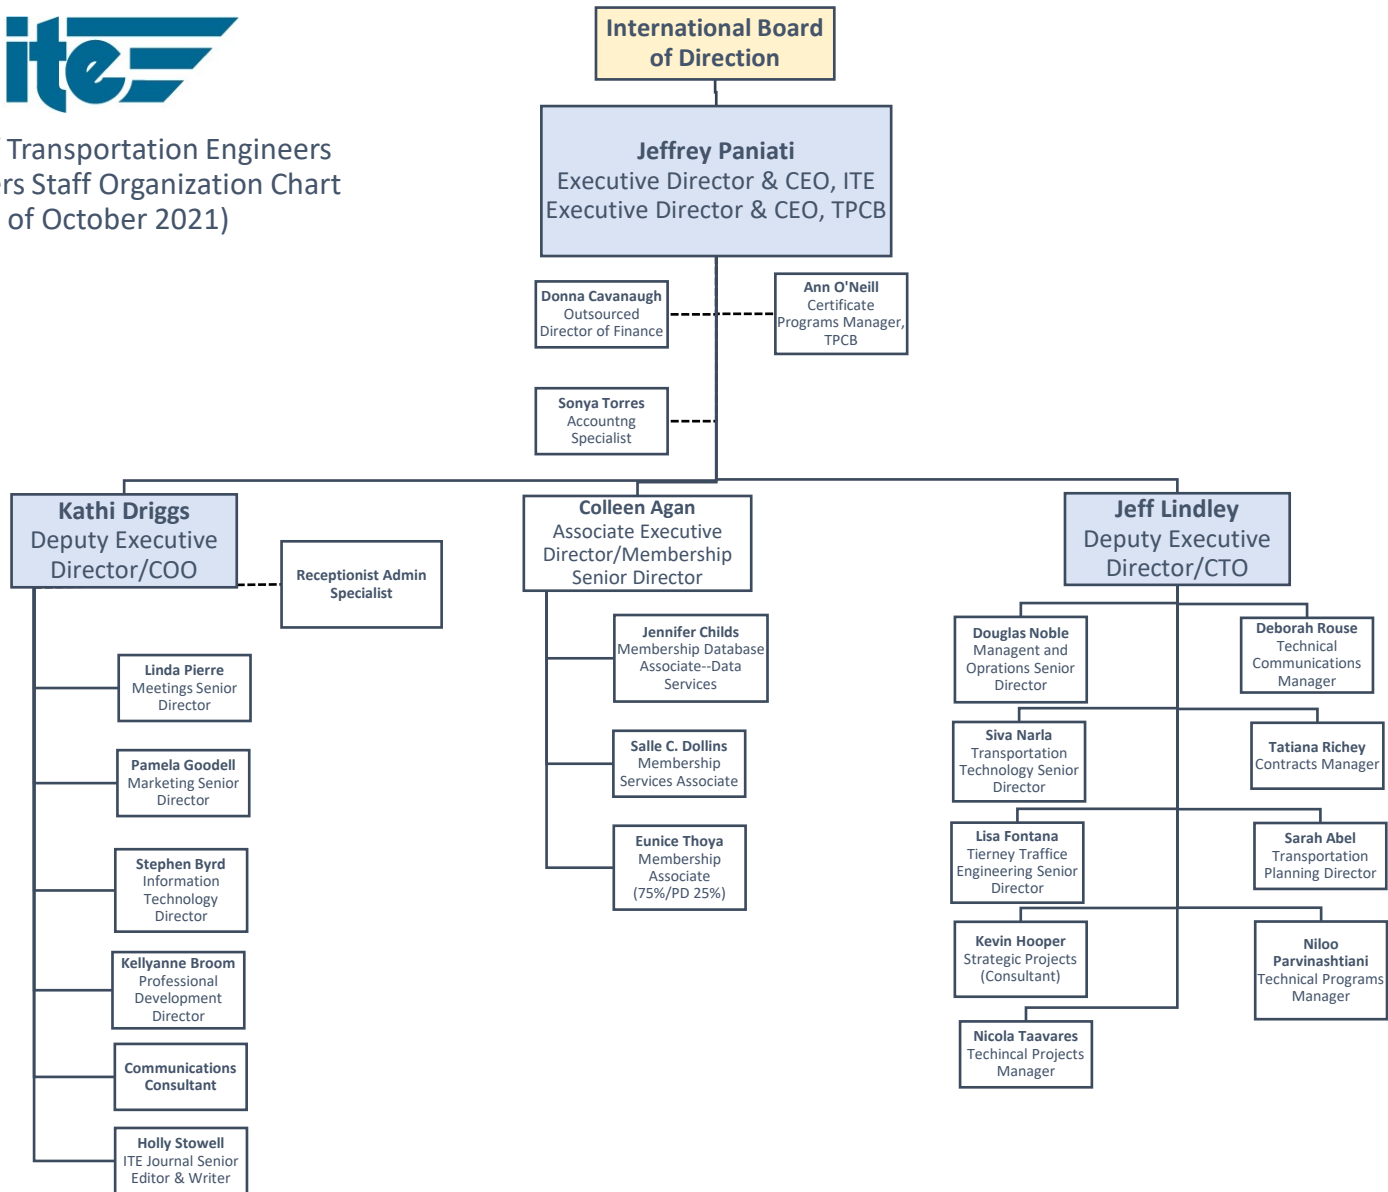 ite
Transportation Engineers
rs Staff Organization Chart
of October 2021)
International Board
of Direction
Jeffrey Paniati
Executive Director & CEO, ITE
Executive Director & CEO, TPCB
Donna Cavanaugh
Outsourced
Director of Finance
Ann O'Neill
Certificate
Programs Manager,
TPCB
Sonya Torres
Accountng
Specialist
Kathi Driggs
Deputy Executive
Director/COO
Receptionist Admin
Specialist
Linda Pierre
Meetings Senior
Director
Pamela Goodell
Marketing Senior
Director
Stephen Byrd
Information
Technology
Director
Kellyanne Broom
Professional
Development
Director
Communications
Consultant
Holly Stowell
ITE Journal Senior
Editor & Writer
Colleen Agan
Associate Executive
Director/Membership
Senior Director
Jennifer Childs
Membership Database
Associate--Data
Services
Salle C. Dollins
Membership
Services Associate
Eunice Thoya
Membership
Associate
(75%/PD 25%)
Jeff Lindley
Deputy Executive
Director/CTO
Douglas Noble
Managent and
Oprations Senior
Director
Deborah Rouse
Technical
Communications
Manager
Siva Narla
Transportation
Technology Senior
Director
Tatiana Richey
Contracts Manager
Lisa Fontana
Tierney Traffice
Engineering Senior
Director
Sarah Abel
Transportation
Planning Director
Kevin Hooper
Strategic Projects
(Consultant)
Niloo
Parvinashtiani
Technical Programs
Manager
Nicola Taavares
Techincal Projects
Manager